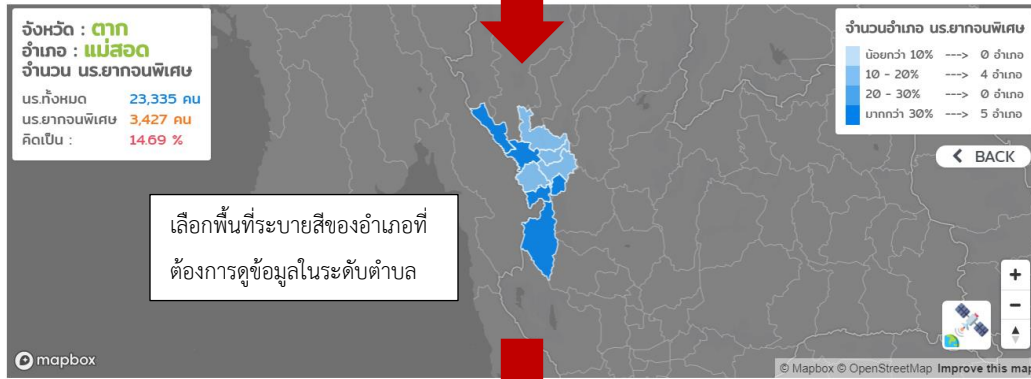 จังหวัด : ตาก
อำเภอ : แม่สอด
จำนวน นร.ยากจนพิเศษ
นร.ทั้งหมด 23,335 คน
นร.ยากจนพิเศษ 3,427 คน
คิดเป็น : 14.69 %
จำนวนอำเภอ นร.ยากจนพิเศษ
น้อยกว่า 10% ---> 0 อำเภอ
10 - 20% ---> 4 อำเภอ
20 - 30% ---> 0 อำเภอ
มากกว่า 30% ---> 5 อำเภอ
BACK
เลือกพื้นที่ระบายสีของอำเภอที่
ต้องการดูข้อมูลในระดับตำบล
mapbox
© Mapbox © OpenStreetMap Improve this map